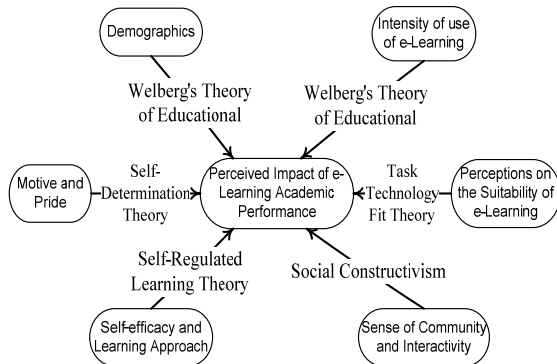 Demographics
Intensity of use
of e-Learning
Welberg's Theory
of Educational
Welberg's Theory
of Educational
Motive and
Pride
Self-
Determination
Theory
Perceived Impact of e-
Learning Academic
Performance
Task
Technology
Fit Theory
Perceptions on
the Suitability of
e-Learning
Self-Regulated
Learning Theory
Social Constructivism
Self-efficacy and
Learning Approach
Sense of Community
and Interactivity